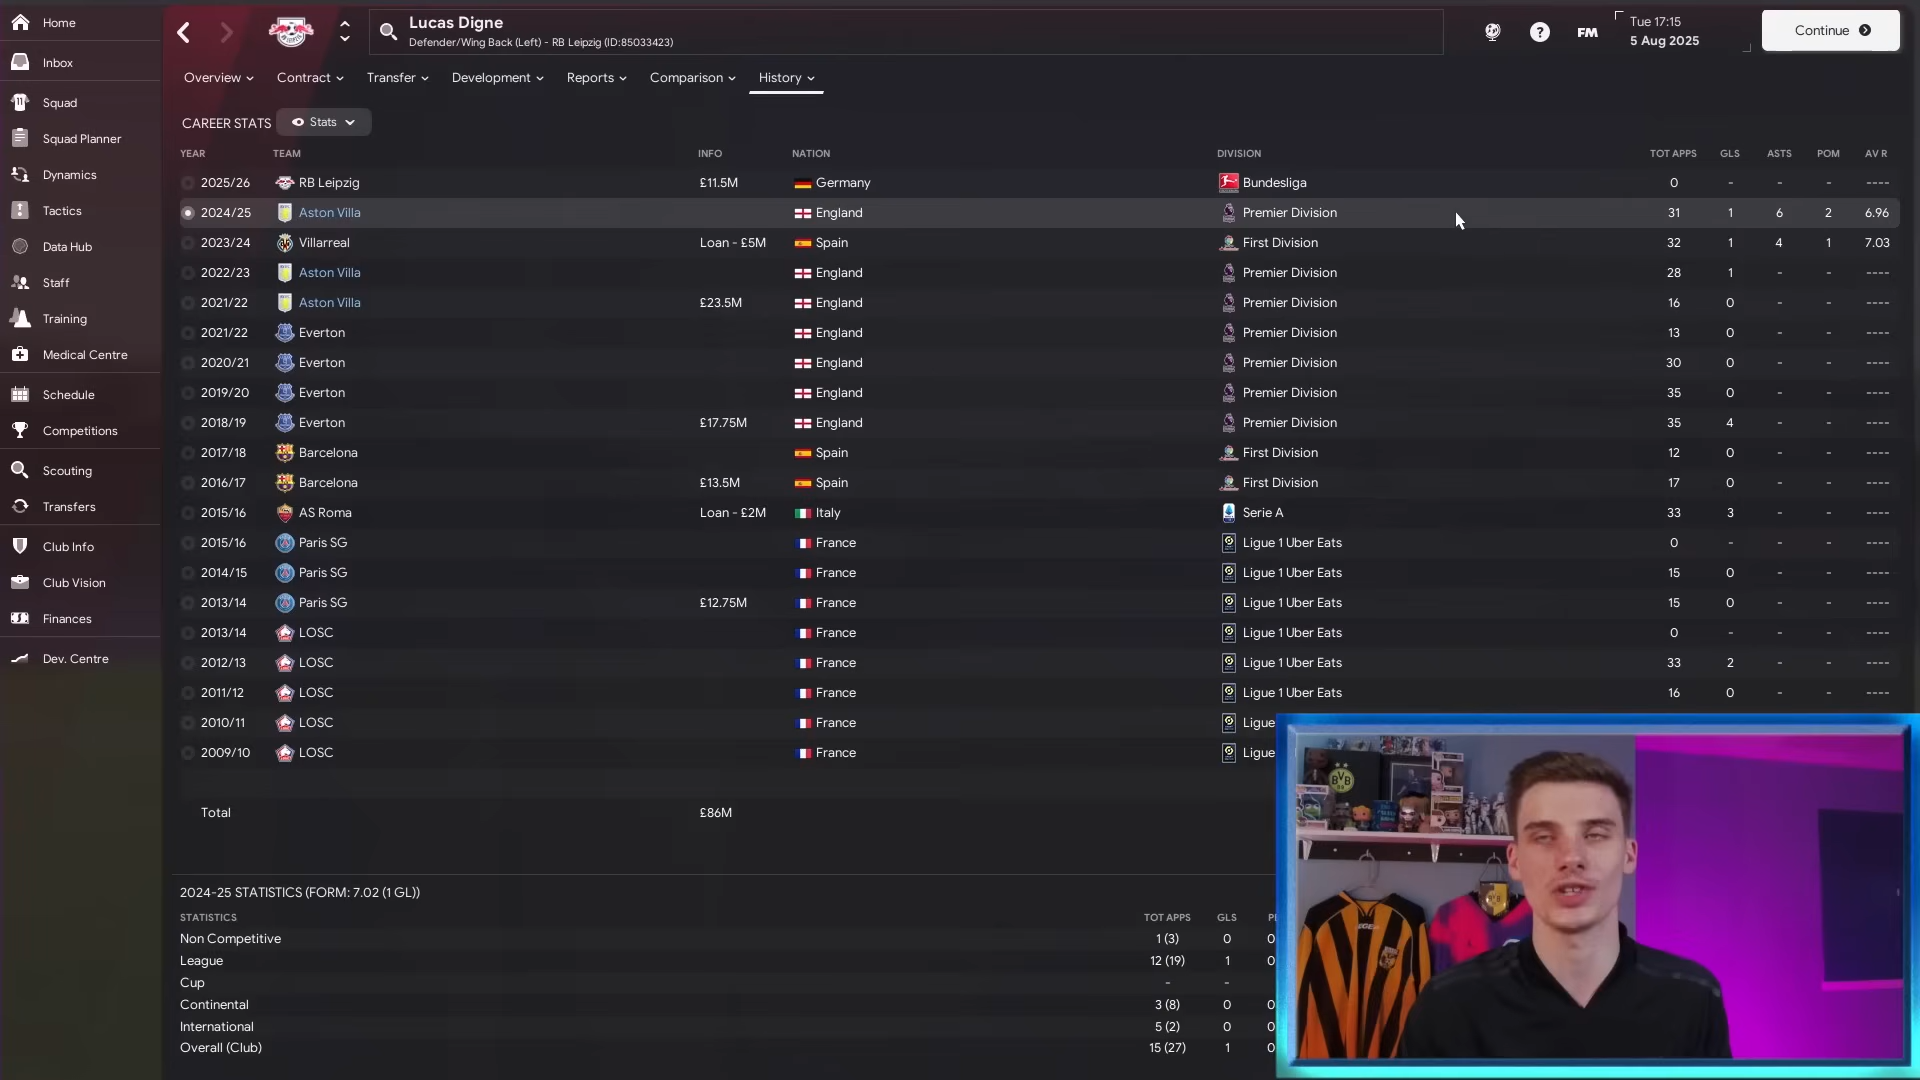 Home
Inbox
Squad
Squad Planner
Dynamics
Tactics
Data Hub
Staff
Training
Medical Centre
Schedule
Competitions
Scouting
Transfers
Club Info
Club Vision
Finances
Dev. Centre
Lucas Digne
Defender/Wing Back (Left) - RB Leipzig (ID:85033423)
FM
Tue 17:15
5 Aug 2025
Continue
Overview Contract Transfer Development Reports Comparison History
CAREER STATS Stats
YEAR TEAM INFO NATION DIVISION TOT APPS GLS ASTS POM AV R
2025/26 RB Leipzig £11.5M Germany Bundesliga 0 - - - ----
2024/25 Aston Villa England Premier Division 31 1 6 2 6.96
2023/24 Villarreal Loan - £5M Spain First Division 32 1 4 1 7.03
2022/23 Aston Villa England Premier Division 28 1 - - ----
2021/22 Aston Villa £23.5M England Premier Division 16 0 - - ----
2021/22 Everton England Premier Division 13 0 - - ----
2020/21 Everton England Premier Division 30 0 - - ----
2019/20 Everton England Premier Division 35 0 - - ----
2018/19 Everton £17.75M England Premier Division 35 4 - - ----
2017/18 Barcelona Spain First Division 12 0 - - ----
2016/17 Barcelona £13.5M Spain First Division 17 0 - - ----
2015/16 AS Roma Loan - £2M Italy Serie A 33 3 - - ----
2015/16 Paris SG France Ligue 1 Uber Eats 0 - - - ----
2014/15 Paris SG France Ligue 1 Uber Eats 15 0 - - ----
2013/14 Paris SG £12.75M France Ligue 1 Uber Eats 15 0 - - ----
2013/14 LOSC France Ligue 1 Uber Eats 0 - - - ----
2012/13 LOSC France Ligue 1 Uber Eats 33 2 - - ----
2011/12 LOSC France Ligue 1 Uber Eats 16 0 - - ----
2010/11 LOSC France Ligue
2009/10 LOSC France Ligue
Total £86M
2024-25 STATISTICS (FORM: 7.02 (1 GL))
STATISTICS TOT APPS GLS
Non Competitive 1 (3) 0 0
League 12 (19) 1 0
Cup - -
Continental 3 (8) 0 0
International 5 (2) 0 0
Overall (Club) 15 (27) 1 0
BVB
09